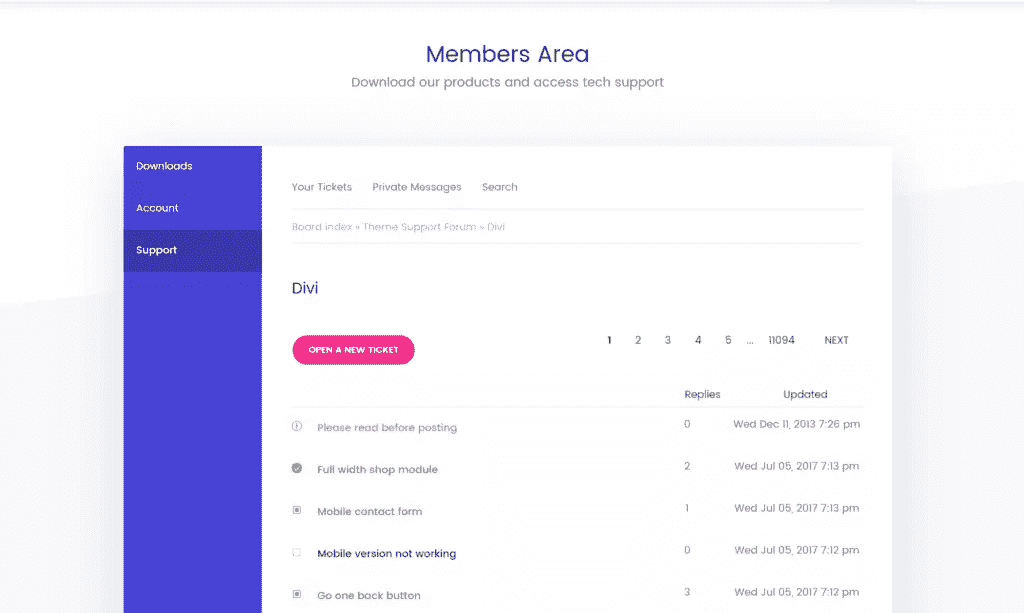 Members Area
Download our products and access tech support
Downloads
Account
Support
Your Tickets Private Messages Search
Board index » Theme Support Forum » Divi
Divi
OPEN A NEW TICKET
1 2 3 4 5 ... 11094 NEXT
Replies Updated
Please read before posting 0 Wed Dec 11, 2013 7:26 pm
Full width shop module 2 Wed Jul 05, 2017 7:13 pm
Mobile contact form 1 Wed Jul 05, 2017 7:13 pm
Mobile version not working 0 Wed Jul 05, 2017 7:12 pm
Go one back button 3 Wed Jul 05, 2017 7:12 pm